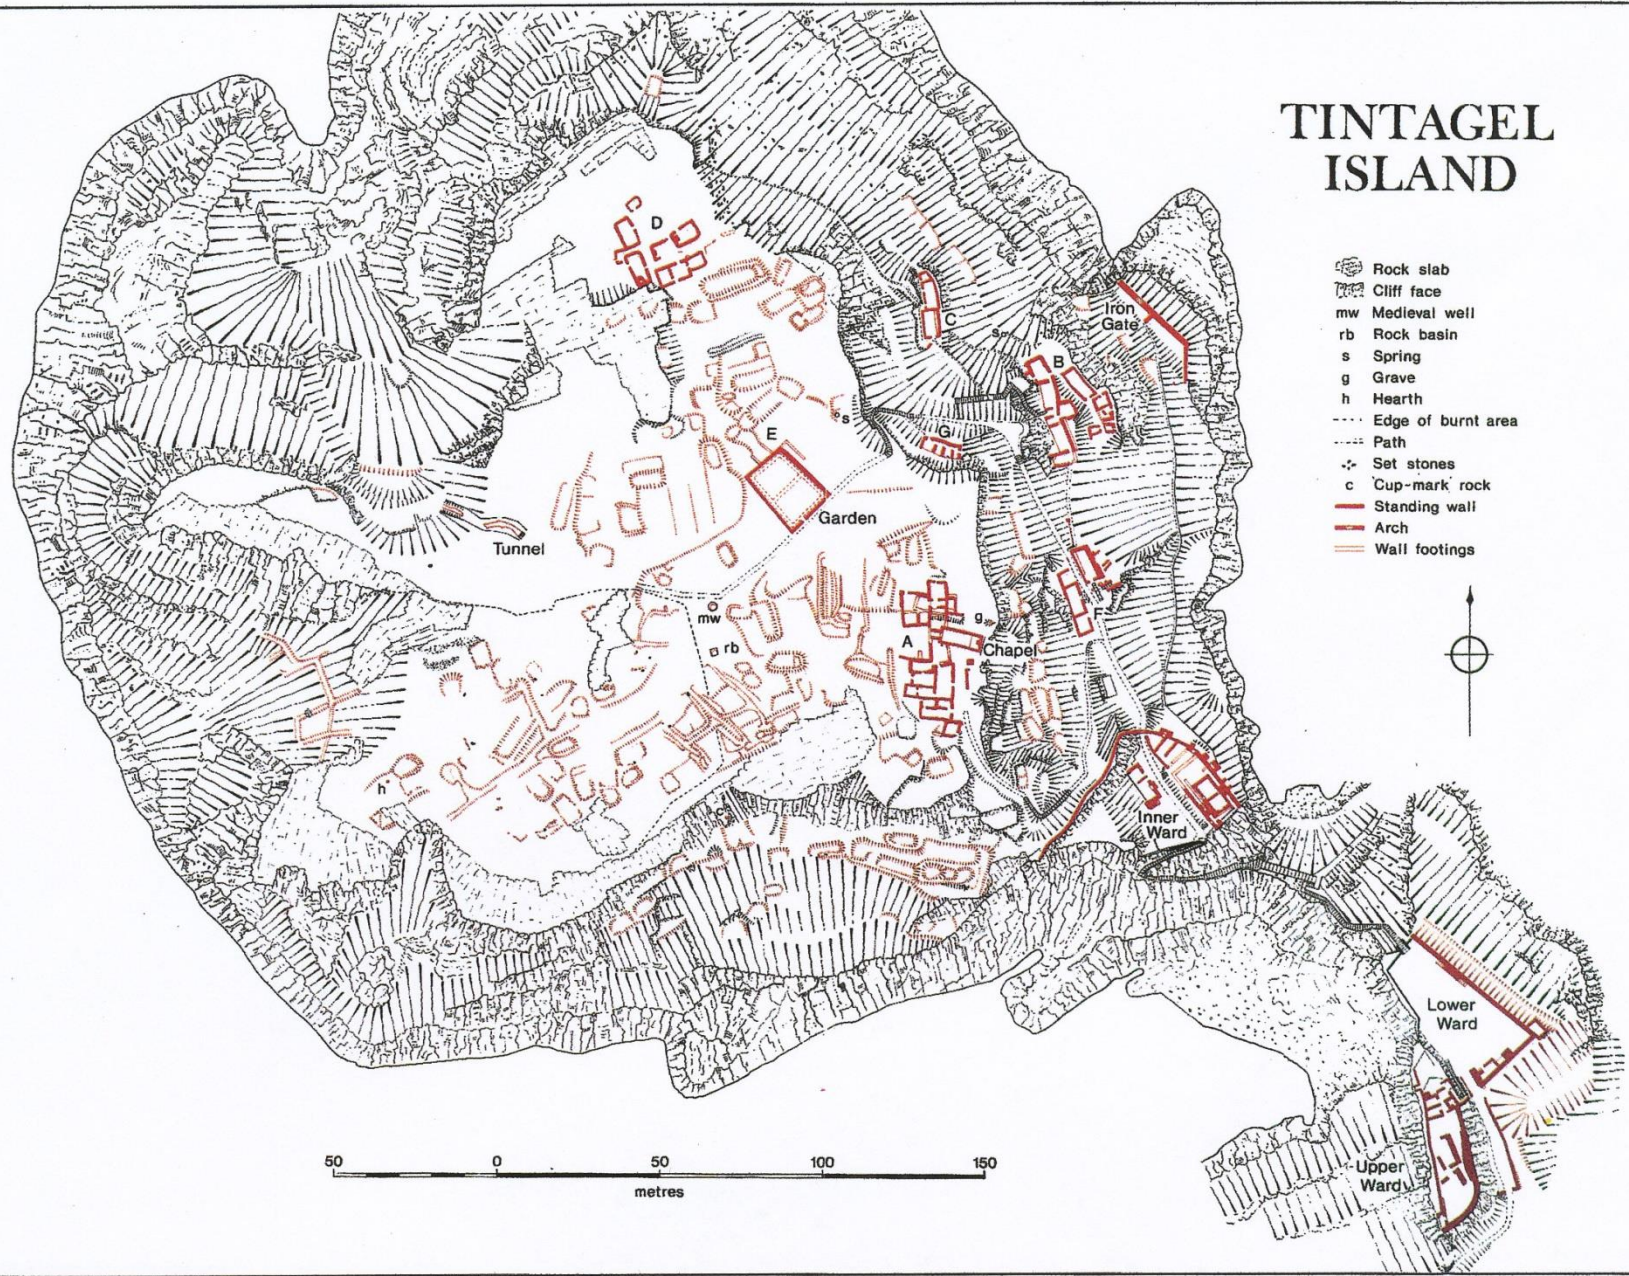 TINTAGEL
ISLAND
Rock slab
Cliff face
mw Medieval well
rb Rock basin
s Spring
g Grave
h Hearth
Edge of burnt area
Path
Set stones
c Cup-mark rock
Standing wall
Arch
Wall footings
D
C
Iron
Gate
s
B
s
G
E
Garden
Tunnel
mw
rb
A
g
Chapel
F
h
c
Inner
Ward
Lower
Ward
Upper
Ward
50 0 50 100 150
metres